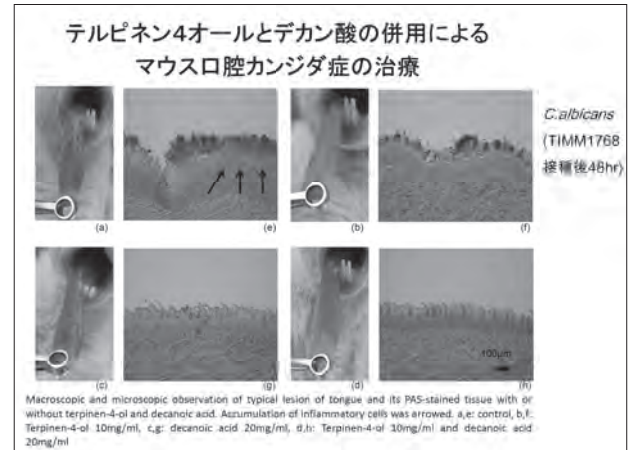 テルピネン4オールとデカン酸の併用による
マウス口腔カンジダ症の治療
C.albicans
(TIMM1768
接種後48hr)
(a)
(e)
(b)
(f)
(c)
(g)
(d)
100μm
(h)
Macroscopic and microscopic observation of typical lesion of tongue and its PAS-stained tissue with or
without terpinen-4-ol and decanoic acid. Aszumulation of inflammatory cells was arrowed. a,e: control, b,f:
Terpinen-4-ol 10mg/ml, c,g: decanoic acid 20mg/ml, d,h: Terpinen-4-ol 10mg/ml and decanoic acid
20mg/ml